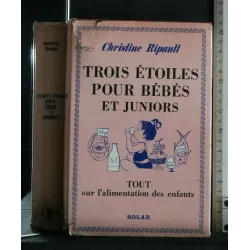 Christine Ripault
TROIS ÉTOILES
POUR BÉBÉS
ET JUNIORS
TOUT
sur l'alimentation des enfants
SOLAR